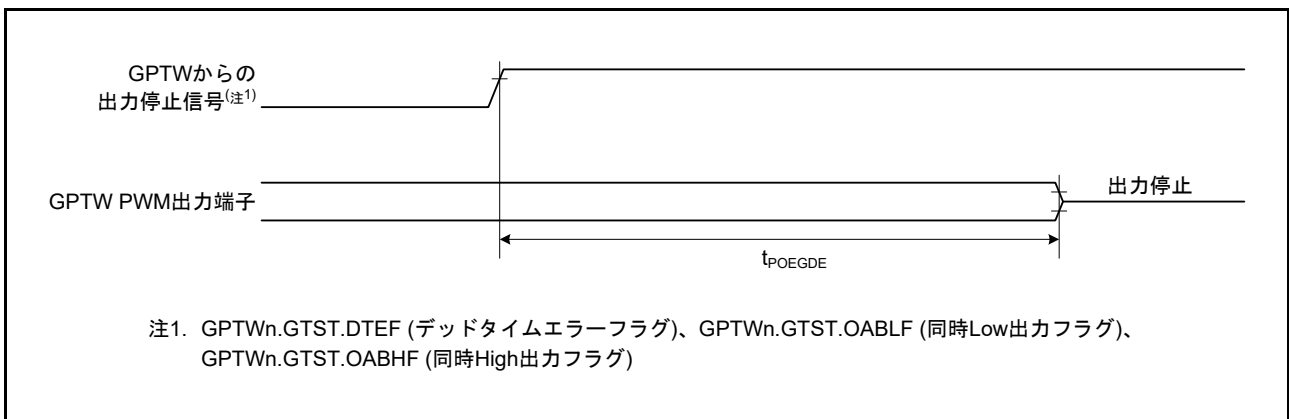 GPTWからの
出力停止信号(注1)
GPTW PWM出力端子
出力停止
tPOEGDE
注1. GPTWn.GTST.DTEF (デッドタイムエラーフラグ)、GPTWn.GTST.OABLF (同時Low出力フラグ)、
GPTWn.GTST.OABHF (同時High出力フラグ)